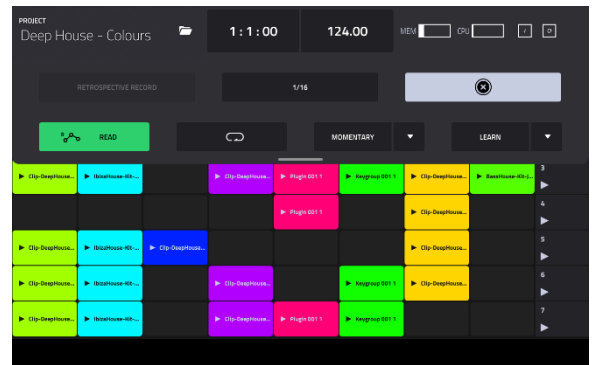 PROJECT
Deep House - Colours
1:1:00
124.00
MEM
CPU
I
D
RETROSPECTIVE RECORD
1/16
READ
MOMENTARY
LEARN
Clip-DeepHouse... IbizaHouse-Kit-... Clip-DeepHouse... Plugin 001 1 Keygroup 001 1 Clip-DeepHouse... BassHouse-Kit-J... 3
Plugin 001 1 Clip-DeepHouse... 4
Clip-DeepHouse... IbizaHouse-Kit-... Clip-DeepHouse... Clip-DeepHouse... 5
Clip-DeepHouse... IbizaHouse-Kit-... Clip-DeepHouse... Keygroup 001 1 Clip-DeepHouse... 6
Clip-DeepHouse... IbizaHouse-Kit-... Clip-DeepHouse... Plugin 001 1 Keygroup 001 1 7